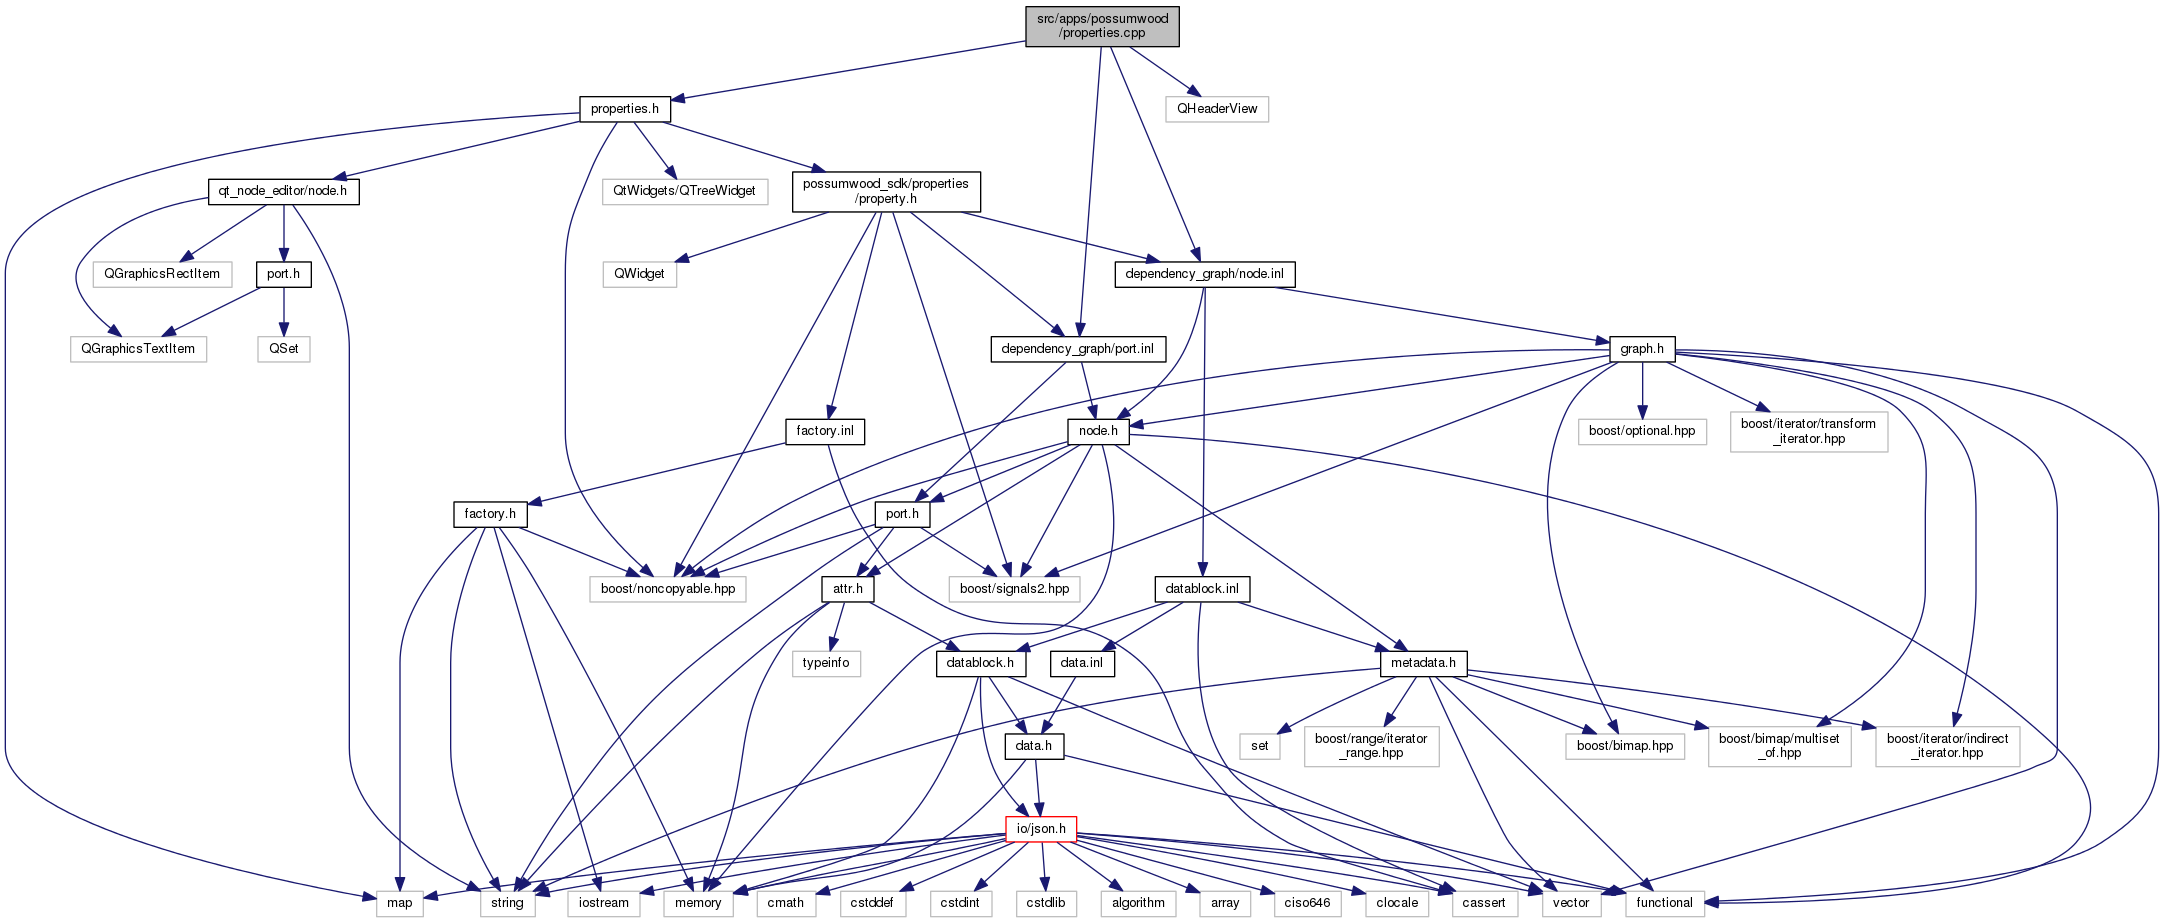 src/apps/possumwood
/properties.cpp
properties.h
QHeaderView
qt_node_editor/node.h
QtWidgets/QTreeWidget
possumwood_sdk/properties
/property.h
QGraphicsRectItem
port.h
QWidget
dependency_graph/node.inl
QGraphicsTextItem
QSet
dependency_graph/port.inl
graph.h
factory.inl
node.h
boost/optional.hpp
boost/iterator/transform
_iterator.hpp
factory.h
port.h
boost/noncopyable.hpp
attr.h
boost/signals2.hpp
datablock.inl
typeinfo
datablock.h
data.inl
metadata.h
data.h
set
boost/range/iterator
_range.hpp
boost/bimap.hpp
boost/bimap/multiset
_of.hpp
boost/iterator/indirect
_iterator.hpp
io/json.h
map
string
iostream
memory
cmath
cstddef
cstdint
cstdlib
algorithm
array
ciso646
clocale
cassert
vector
functional